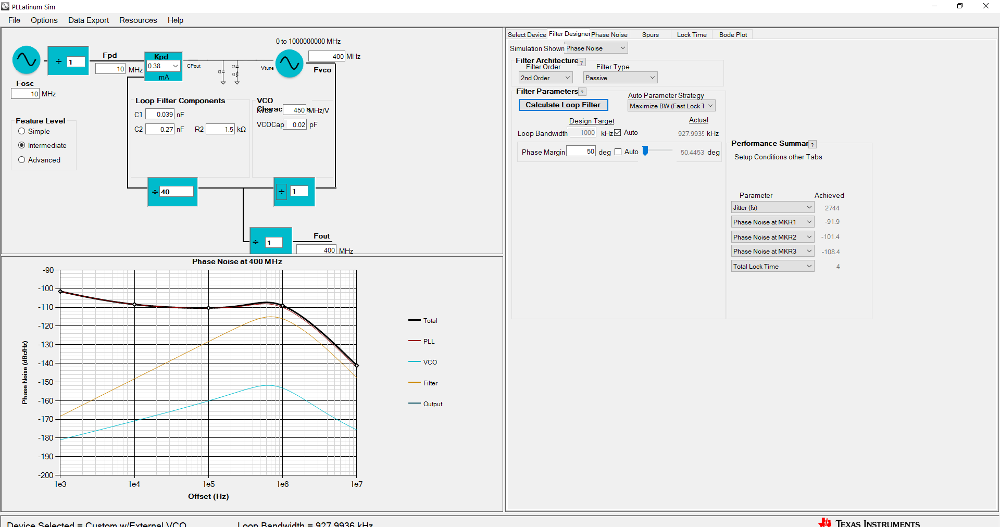 PLLatinum Sim
File Options Data Export Resources Help
0 to 1000000000 MHz
400 MHz
Fvco
÷ 1
Fpd
10 MHz
Kpd
0.38
mA
CPout
C1
C2
R2
Vtune
Fosc
10 MHz
Loop Filter Components
C1 0.039 nF
C2 0.27 nF R2 1.5 kΩ
VCO
Charac s
Kvco 450 MHz/V
VCOCap 0.02 pF
Feature Level
Simple
Intermediate
Advanced
÷ 40
÷ 1
÷ 1
Fout
400 MHz
Select Device Filter Designer Phase Noise Spurs Lock Time Bode Plot
Simulation Shown Phase Noise
Filter Architecture ?
Filter Order Filter Type
2nd Order Passive
Filter Parameters ?
Calculate Loop Filter
Auto Parameter Strategy
Maximize BW (Fast Lock T
Design Target Actual
Loop Bandwidth 1000 kHz Auto 927.9935 kHz
Phase Margin 50 deg Auto 50.4453 deg
Performance Summar ?
Setup Conditions other Tabs
Parameter Achieved
Jitter (fs) 2744
Phase Noise at MKR1 -91.9
Phase Noise at MKR2 -101.4
Phase Noise at MKR3 -108.4
Total Lock Time 4
Phase Noise at 400 MHz
Phase Noise (dBc/Hz)
-90
-100
-110
-120
-130
-140
-150
-160
-170
-180
-190
-200
1e3 1e4 1e5 1e6 1e7
Offset (Hz)
Total
PLL
VCO
Filter
Output
Device Selected = Custom w/External VCO Loop Bandwidth = 927.9936 kHz
TEXAS INSTRUMENTS